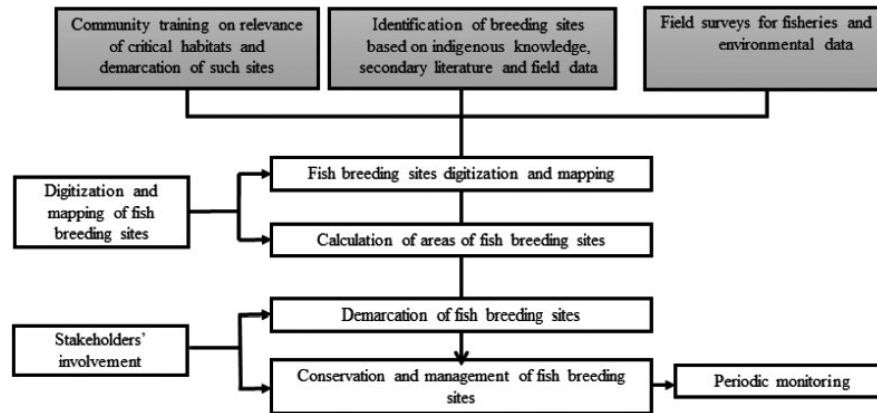 Community training on relevance
of critical habitats and
demarcation of such sites
Identification of breeding sites
based on indigenous knowledge,
secondary literature and field data
Field surveys for fisheries and
environmental data
Fish breeding sites digitization and mapping
Digitization and
mapping of fish
breeding sites
Calculation of areas of fish breeding sites
Demarcation of fish breeding sites
Stakeholders'
involvement
Conservation and management of fish breeding
sites
Periodic monitoring